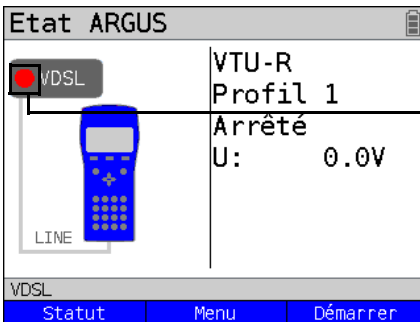 Etat ARGUS
VDSL
VTU-R
Profil 1
Arrêté
U: 0.0V
LINE
VDSL
Statut Menu Démarrer